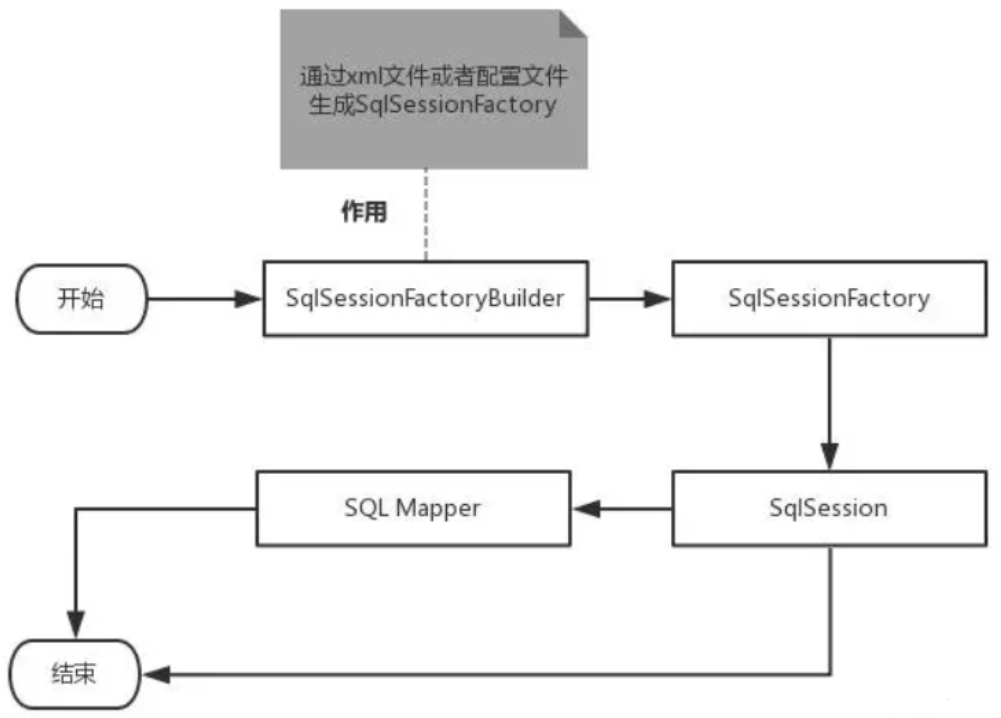 通过xml文件或者配置文件
生成SqlSessionFactory
作用
开始
SqlSessionFactoryBuilder
SqlSessionFactory
SQL Mapper
SqlSession
结束